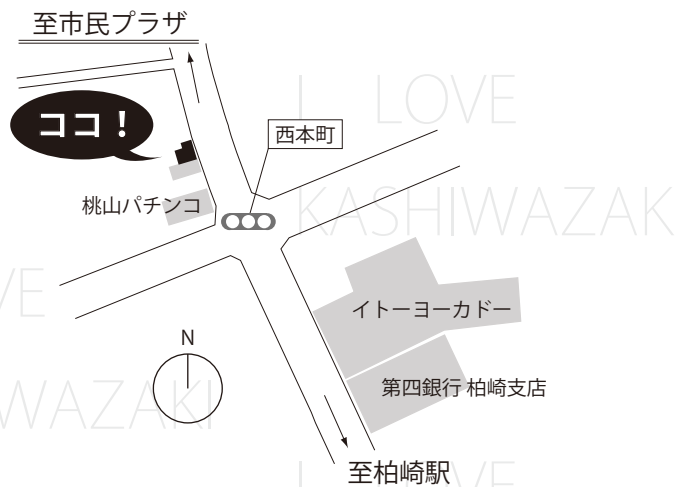 至市民プラザ
I LOVE
ココ！
西本町
桃山パチンコ
KASHIWAZAK
VE
イトーヨーカドー
N
第四銀行 柏崎支店
WAZAKI
至柏崎駅
I LOVE